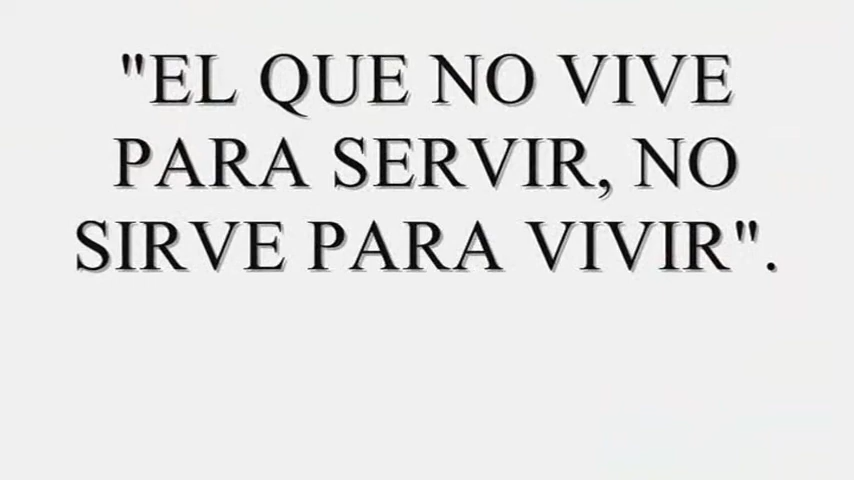 "EL QUE NO VIVE
PARA SERVIR, NO
SIRVE PARA VIVIR".